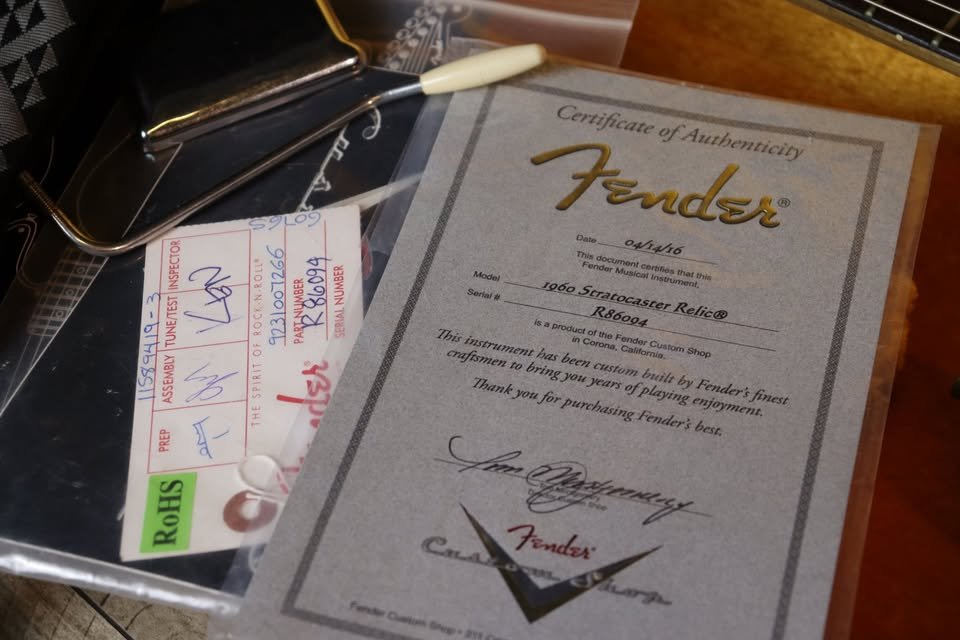 Certificate of Authenticity
Fender®
Date 04/14/16
This document certifies that this
Fender Musical Instrument,
Model 1960 Stratocaster Relic®
Serial # R86094
is a product of the Fender Custom Shop
in Corona, California.
This instrument has been custom built by Fender's finest
craftsmen to bring you years of playing enjoyment.
Thank you for purchasing Fender's best.
Fender®
Custom Shop
Fender Custom Shop •
11589419-3
PREP
ASSEMBLY
TUNE/TEST
INSPECTOR
THE SPIRIT OF ROCK-N-ROLL®
9231007266
PART NUMBER
R86094
SERIAL NUMBER
Fender
RoHS